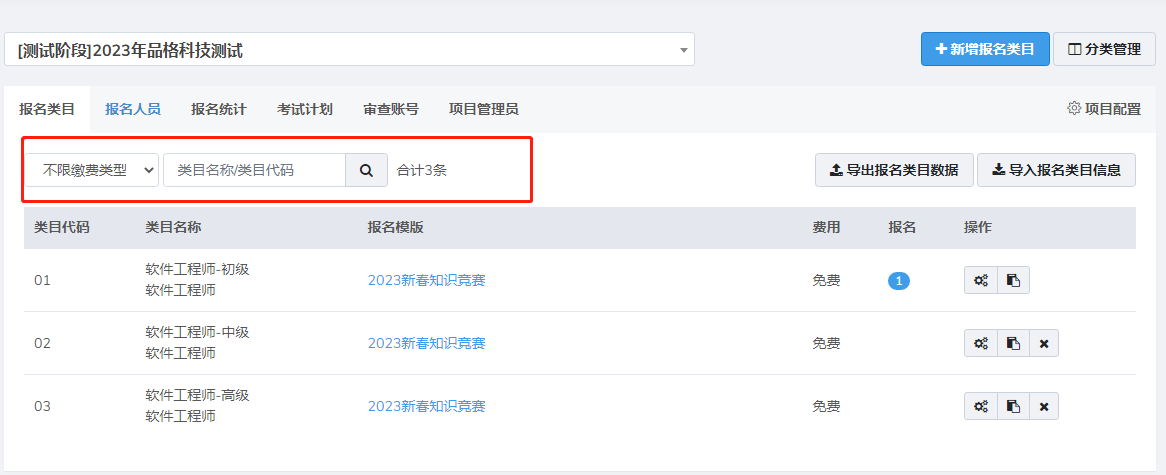 [测试阶段]2023年品格科技测试
新增报名类目 分类管理
报名类目 报名人员 报名统计 考试计划 审查账号 项目管理员 项目配置
不限缴费类型 类目名称/类目代码 合计3条 导出报名类目数据 导入报名类目信息
类目代码 类目名称 报名模版 费用 报名 操作
01 软件工程师-初级 2023新春知识竞赛 免费 1
软件工程师
02 软件工程师-中级 2023新春知识竞赛 免费
软件工程师
03 软件工程师-高级 2023新春知识竞赛 免费
软件工程师